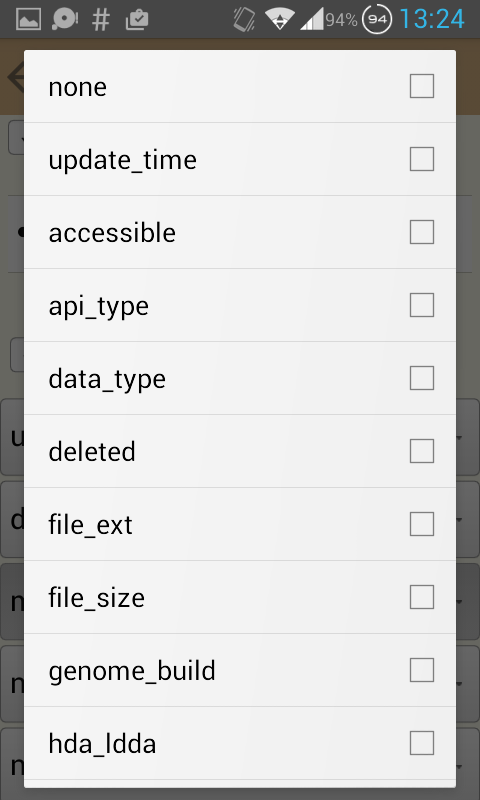 94% 94 13:24
none
update_time
accessible
api_type
data_type
deleted
file_ext
file_size
genome_build
hda_ldda
u
d
n
n
n